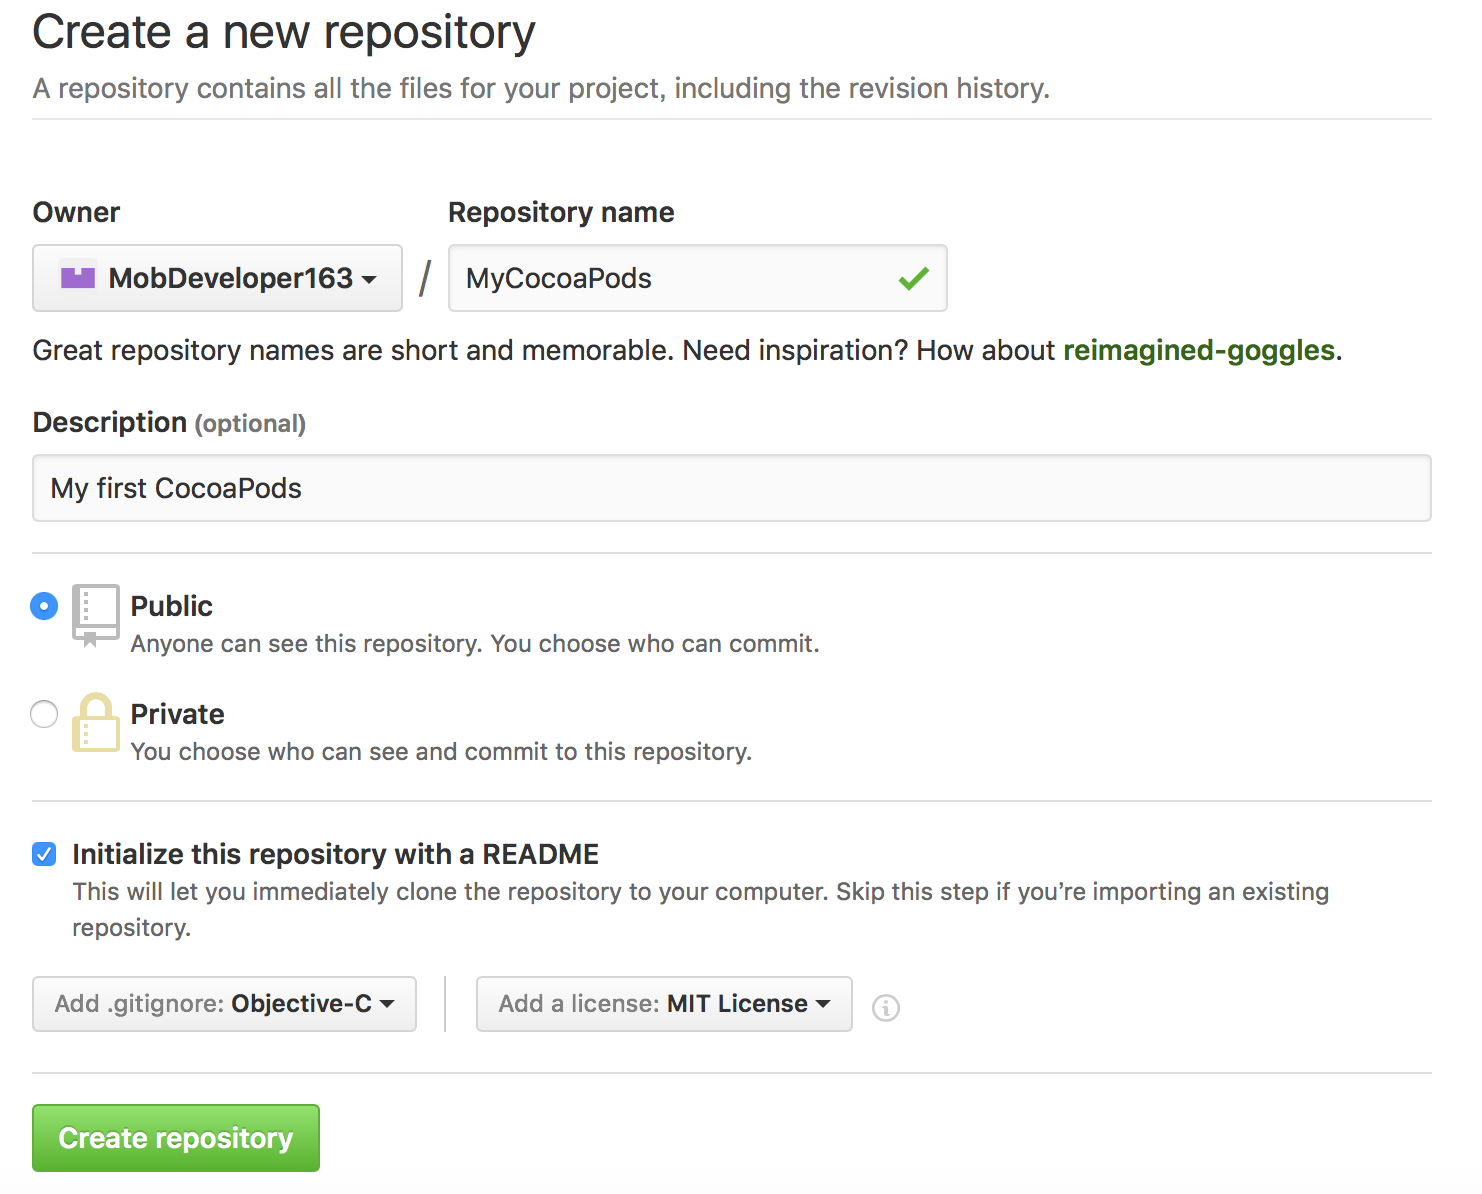 Create a new repository
A repository contains all the files for your project, including the revision history.
Owner Repository name
MobDeveloper163 / MyCocoaPods
Great repository names are short and memorable. Need inspiration? How about reimagined-goggles.
Description (optional)
My first CocoaPods
Public
Anyone can see this repository. You choose who can commit.
Private
You choose who can see and commit to this repository.
Initialize this repository with a README
This will let you immediately clone the repository to your computer. Skip this step if you’re importing an existing
repository.
Add .gitignore: Objective-C Add a license: MIT License
Create repository